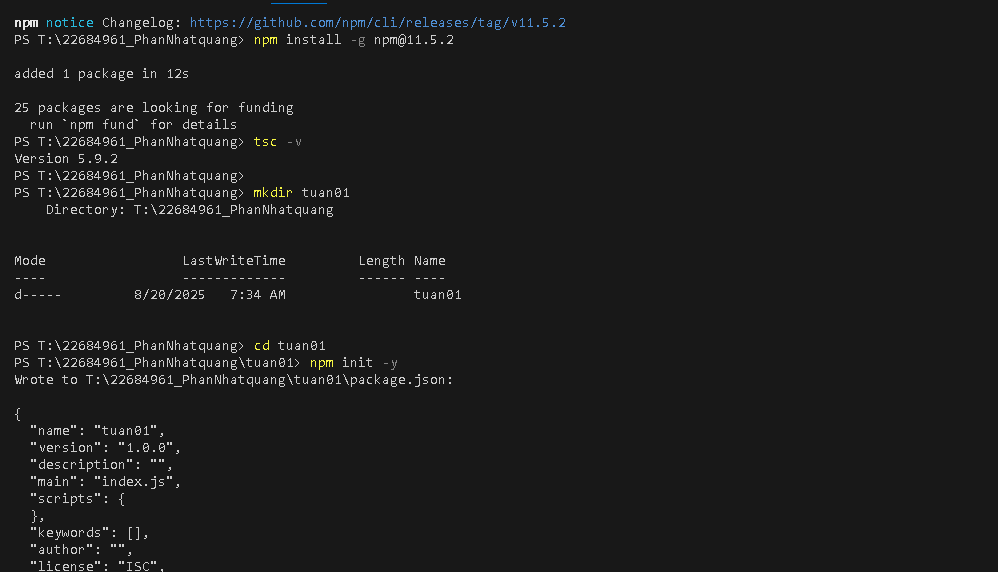 npm notice Changelog: https://github.com/npm/cli/releases/tag/v11.5.2
PS T:\22684961_PhanNhatquang> npm install -g npm@11.5.2
added 1 package in 12s
25 packages are looking for funding
  run `npm fund` for details
PS T:\22684961_PhanNhatquang> tsc -v
Version 5.9.2
PS T:\22684961_PhanNhatquang>
PS T:\22684961_PhanNhatquang> mkdir tuan01
    Directory: T:\22684961_PhanNhatquang
Mode                 LastWriteTime         Length Name
----                 -------------         ------ ----
d-----         8/20/2025   7:34 AM                tuan01
PS T:\22684961_PhanNhatquang> cd tuan01
PS T:\22684961_PhanNhatquang\tuan01> npm init -y
Wrote to T:\22684961_PhanNhatquang\tuan01\package.json:
{
  "name": "tuan01",
  "version": "1.0.0",
  "description": "",
  "main": "index.js",
  "scripts": {
  },
  "keywords": [],
  "author": "",
  "license": "ISC",